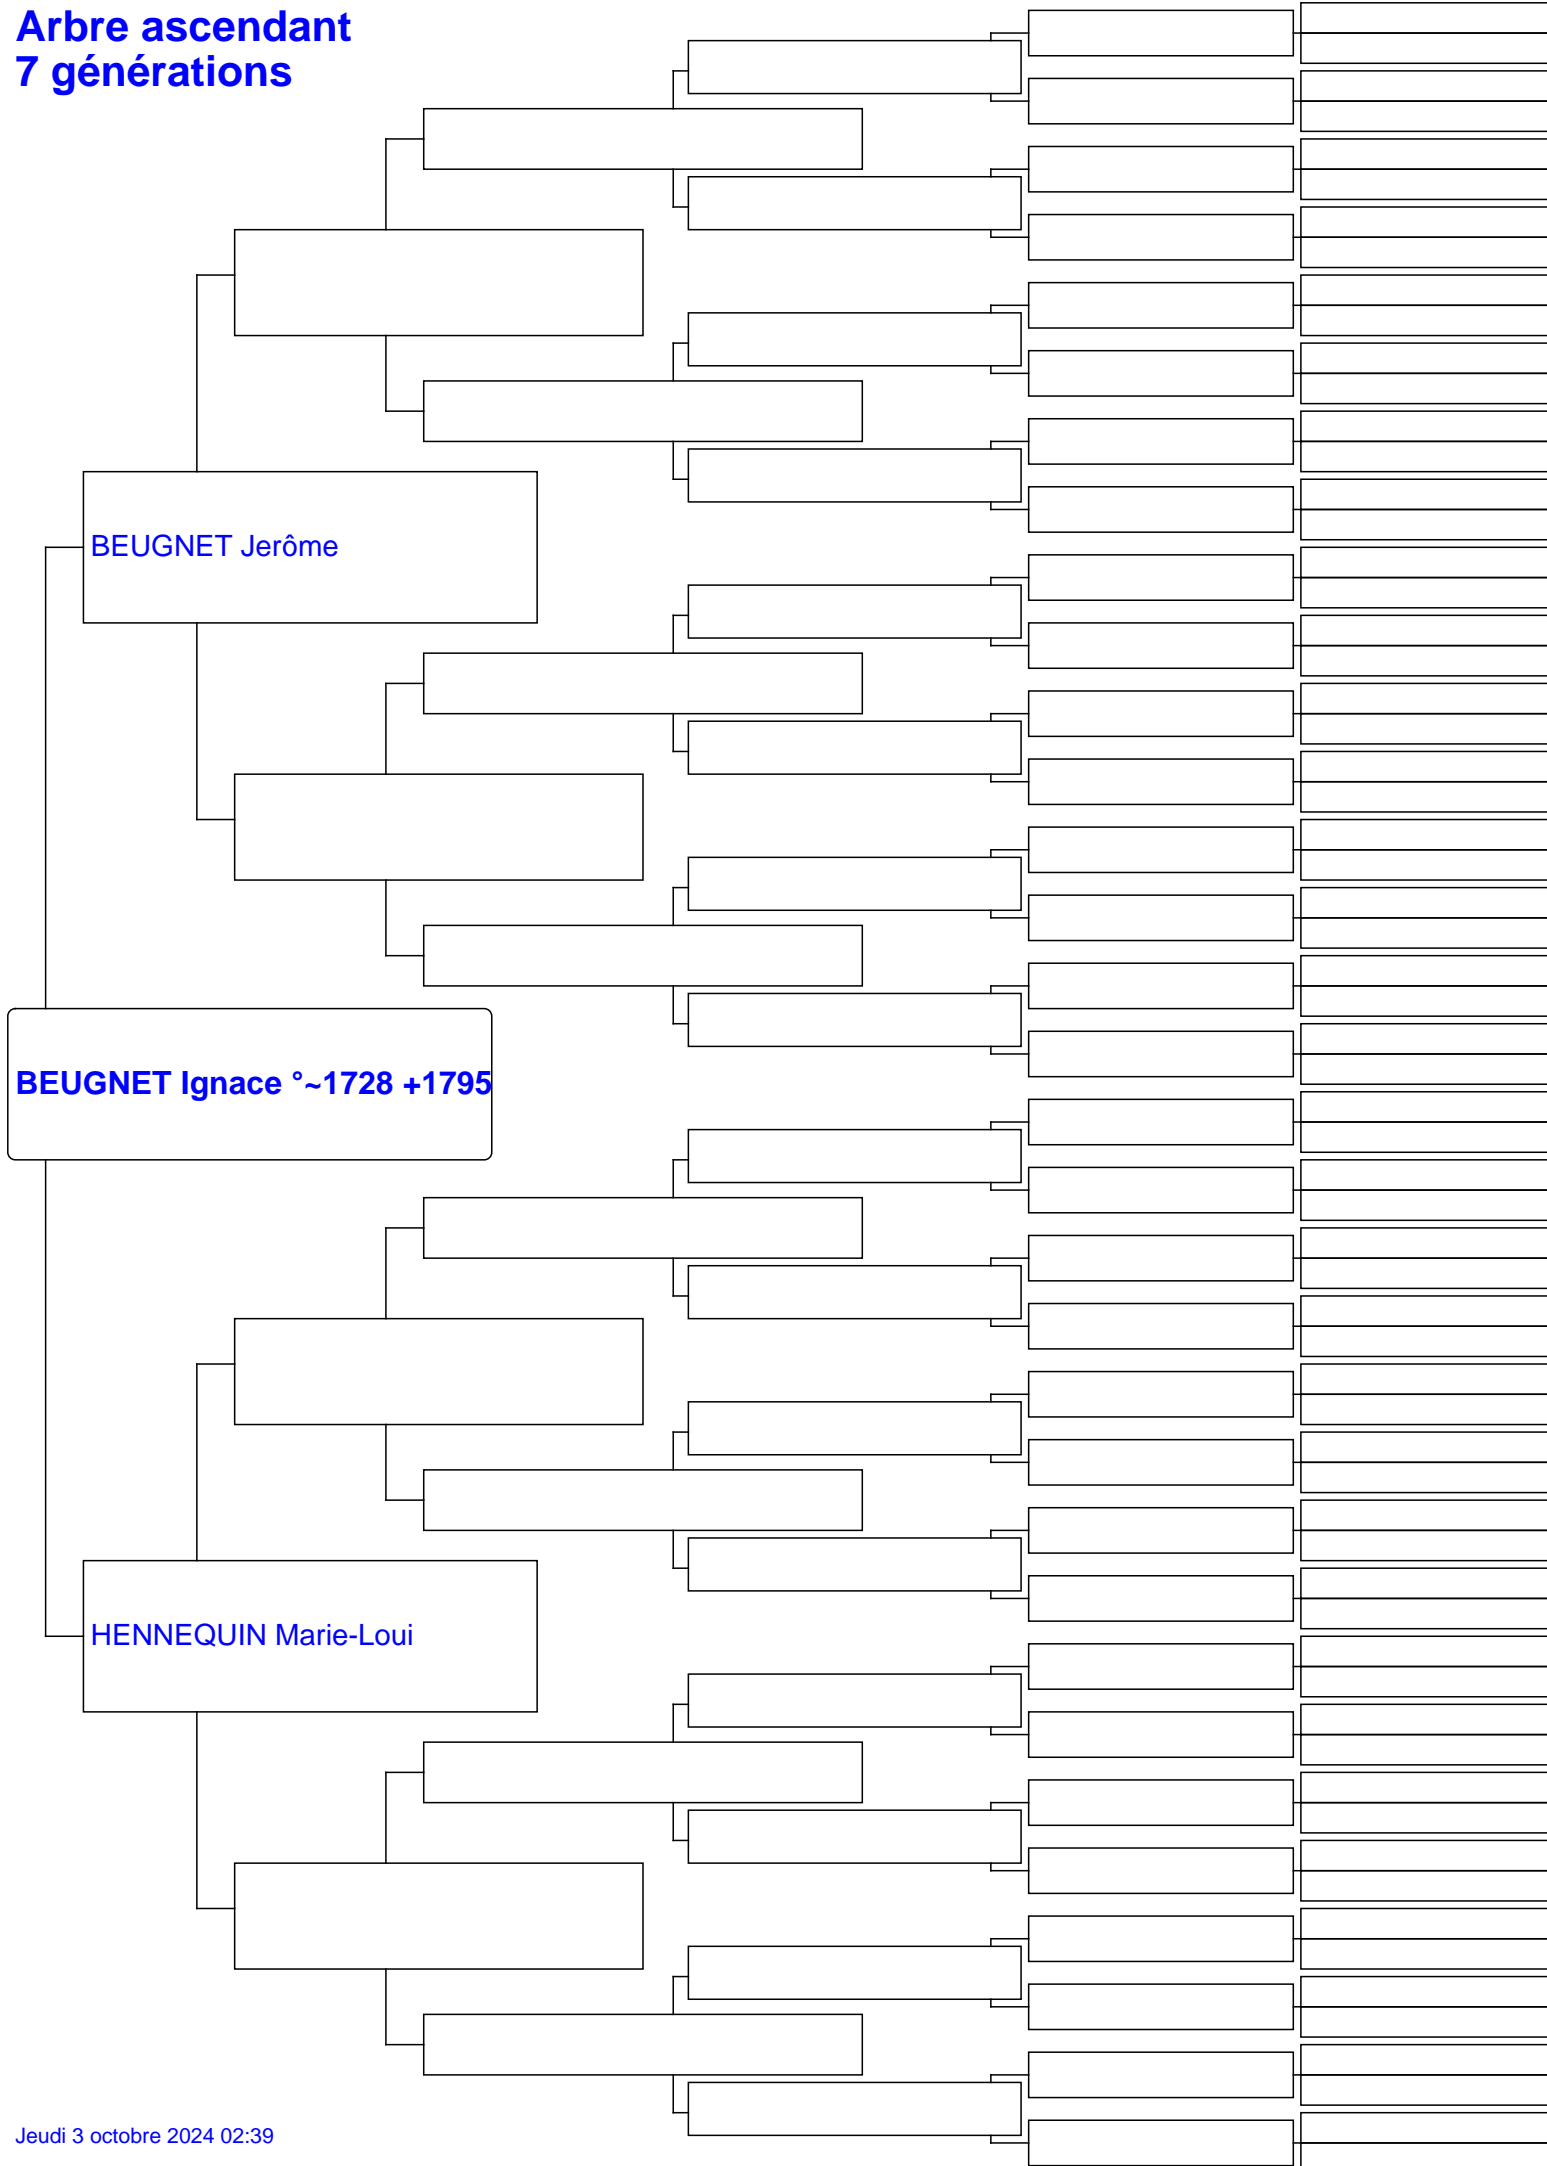 Arbre ascendant
7 générations
BEUGNET Jerôme
BEUGNET Ignace °~1728 +1795
HENNEQUIN Marie-Loui
Jeudi 3 octobre 2024 02:39